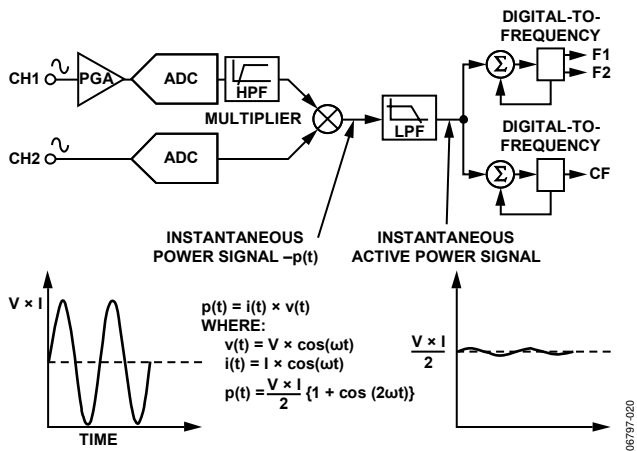 DIGITAL-TO-
FREQUENCY
CH1
PGA
ADC
HPF
Σ
F1
F2
MULTIPLIER
LPF
CH2
ADC
DIGITAL-TO-
FREQUENCY
Σ
CF
INSTANTANEOUS
POWER SIGNAL –p(t)
INSTANTANEOUS
ACTIVE POWER SIGNAL
V × I
TIME
p(t) = i(t) × v(t)
WHERE:
v(t) = V × cos(ωt)
i(t) = I × cos(ωt)
p(t) = V × I
2
{1 + cos (2ωt)}
V × I
2
06797-020